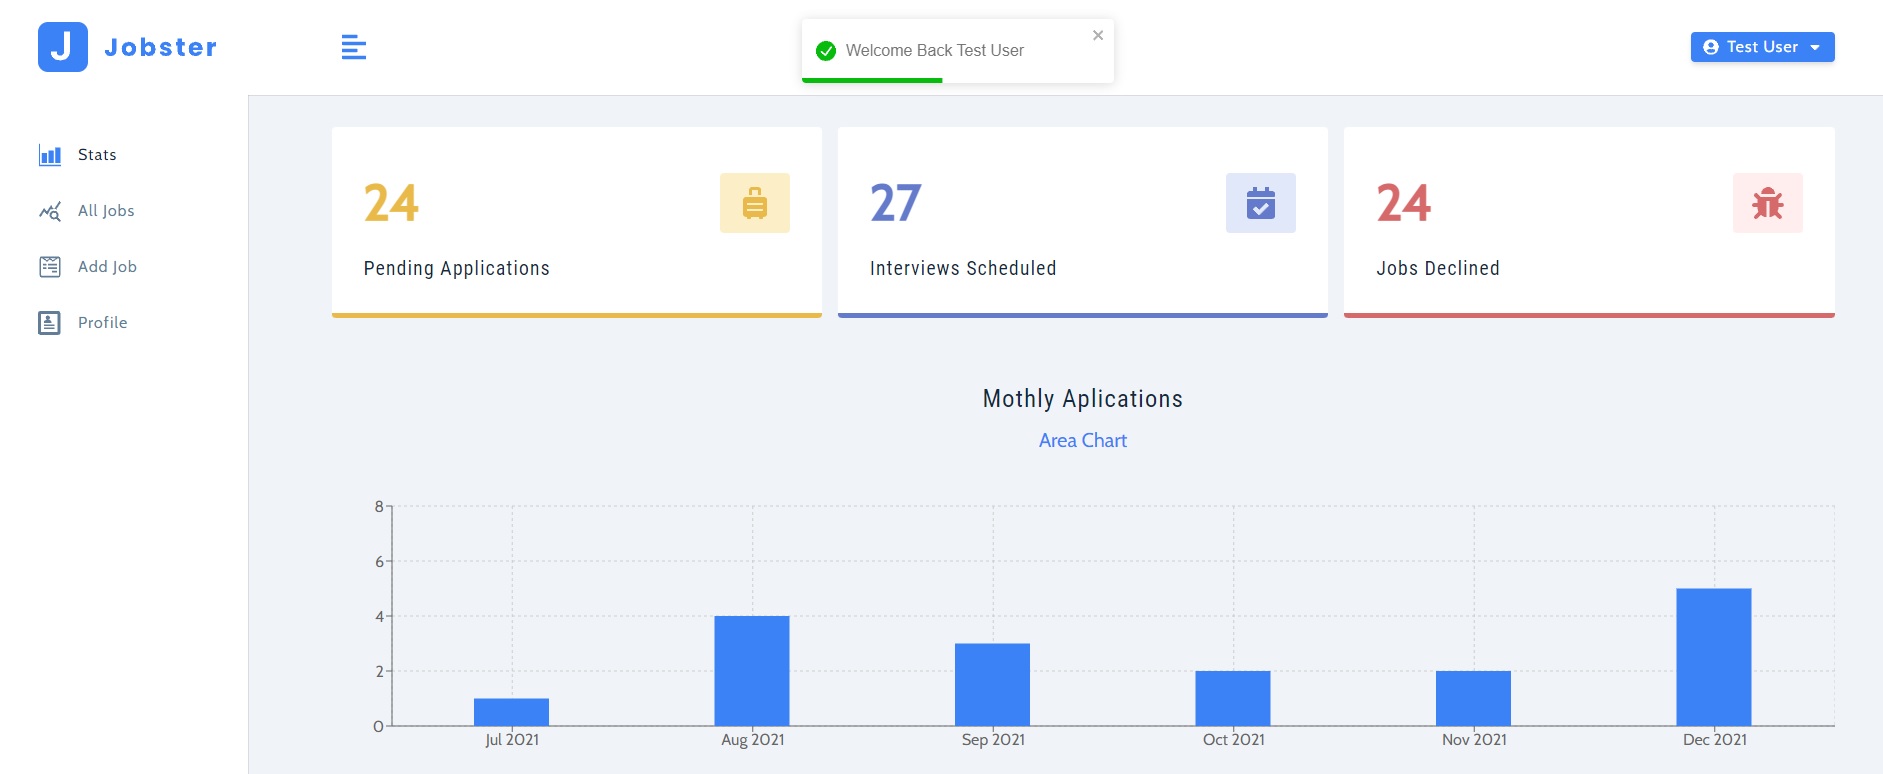 J Jobster
Welcome Back Test User
Test User
Stats
All Jobs
Add Job
Profile
24
Pending Applications
27
Interviews Scheduled
24
Jobs Declined
Mothly Aplications
Area Chart
8
6
4
2
0
Jul 2021 Aug 2021 Sep 2021 Oct 2021 Nov 2021 Dec 2021